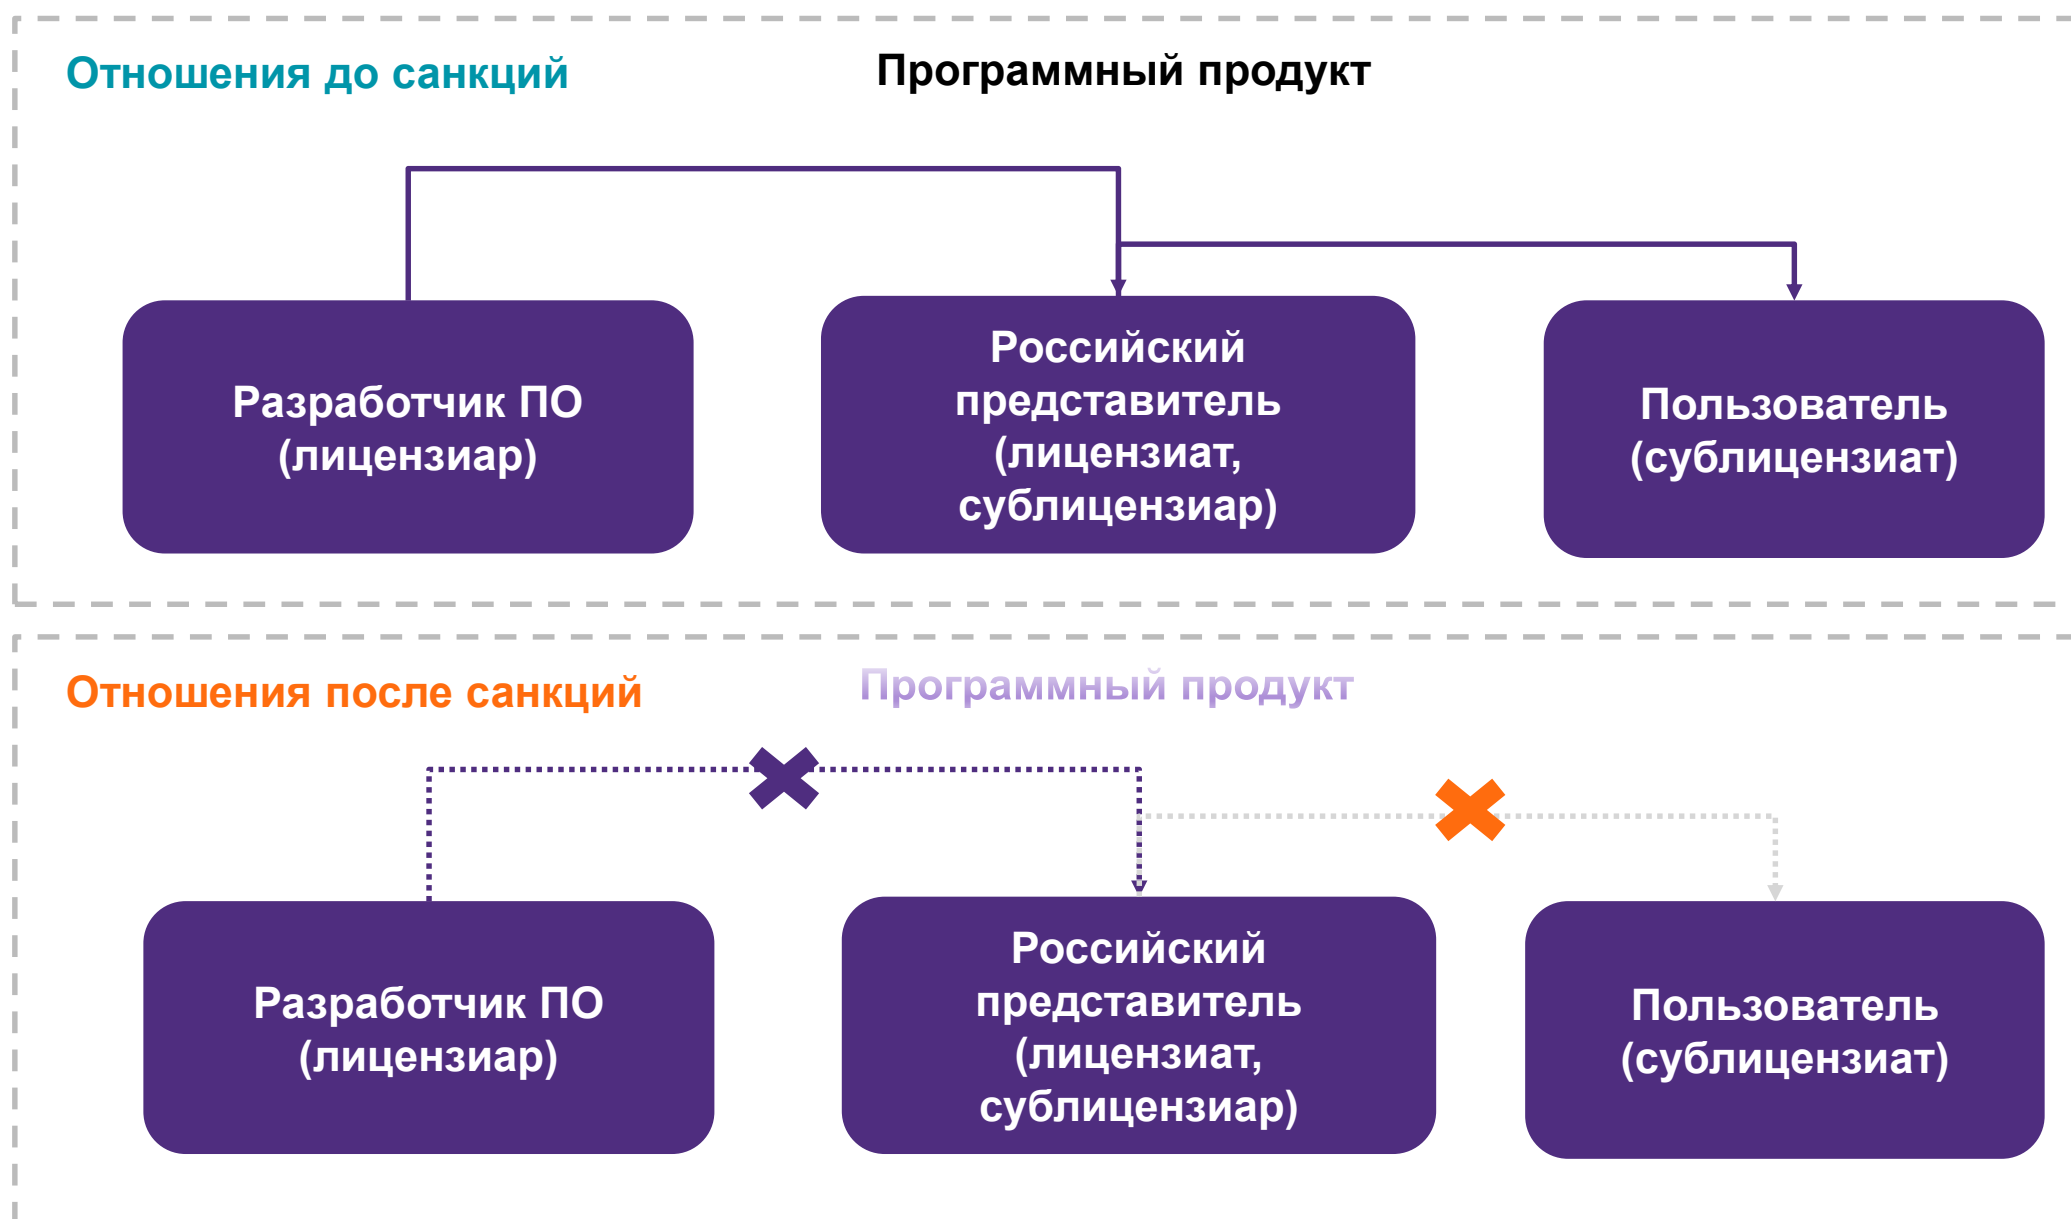 Отношения до санкций
Программный продукт
Разработчик ПО
(лицензиар)
Российский
представитель
(лицензиат,
сублицензиар)
Пользователь
(сублицензиат)
Отношения после санкций
Программный продукт
Разработчик ПО
(лицензиар)
Российский
представитель
(лицензиат,
сублицензиар)
Пользователь
(сублицензиат)